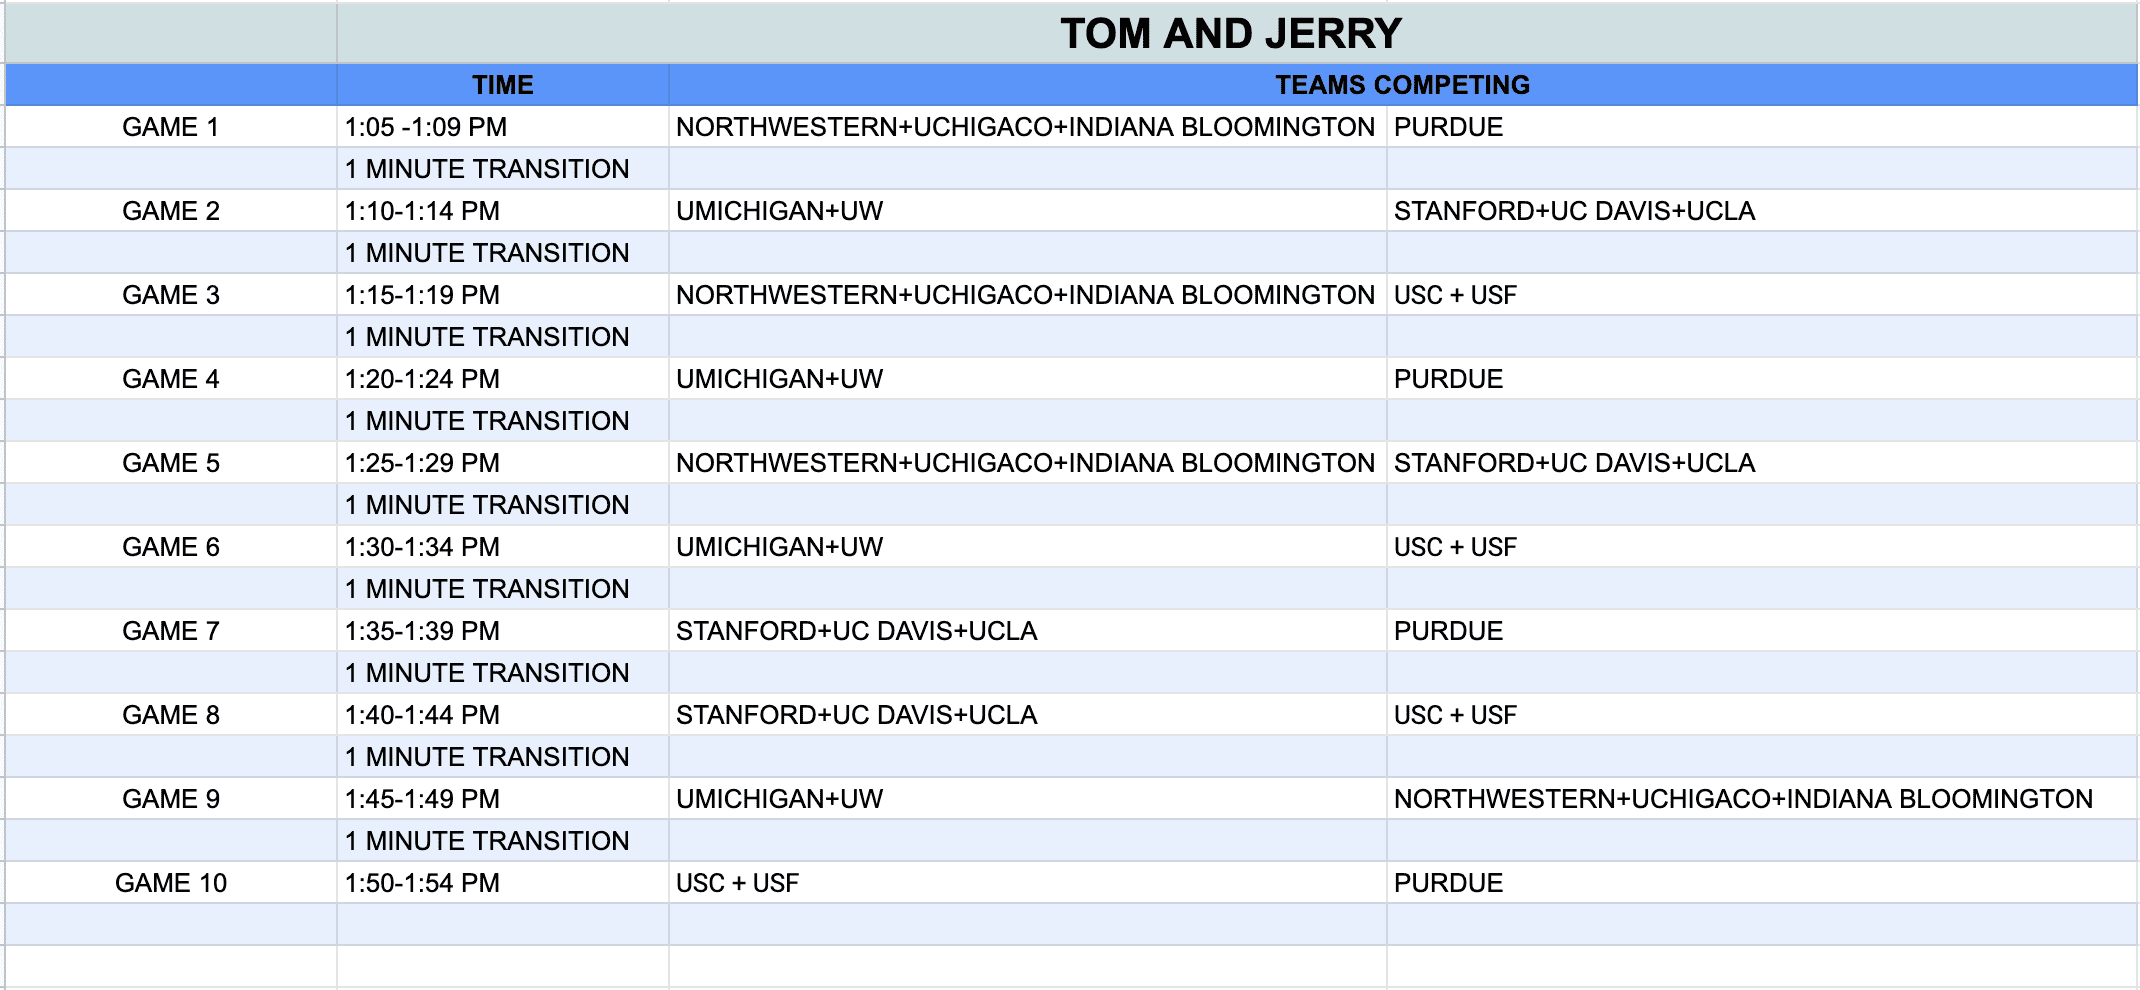 TOM AND JERRY
TIME TEAMS COMPETING
GAME 1 1:05 -1:09 PM NORTHWESTERN+UCHIGACO+INDIANA BLOOMINGTON PURDUE
1 MINUTE TRANSITION
GAME 2 1:10-1:14 PM UMICHIGAN+UW STANFORD+UC DAVIS+UCLA
1 MINUTE TRANSITION
GAME 3 1:15-1:19 PM NORTHWESTERN+UCHIGACO+INDIANA BLOOMINGTON USC + USF
1 MINUTE TRANSITION
GAME 4 1:20-1:24 PM UMICHIGAN+UW PURDUE
1 MINUTE TRANSITION
GAME 5 1:25-1:29 PM NORTHWESTERN+UCHIGACO+INDIANA BLOOMINGTON STANFORD+UC DAVIS+UCLA
1 MINUTE TRANSITION
GAME 6 1:30-1:34 PM UMICHIGAN+UW USC + USF
1 MINUTE TRANSITION
GAME 7 1:35-1:39 PM STANFORD+UC DAVIS+UCLA PURDUE
1 MINUTE TRANSITION
GAME 8 1:40-1:44 PM STANFORD+UC DAVIS+UCLA USC + USF
1 MINUTE TRANSITION
GAME 9 1:45-1:49 PM UMICHIGAN+UW NORTHWESTERN+UCHIGACO+INDIANA BLOOMINGTON
1 MINUTE TRANSITION
GAME 10 1:50-1:54 PM USC + USF PURDUE